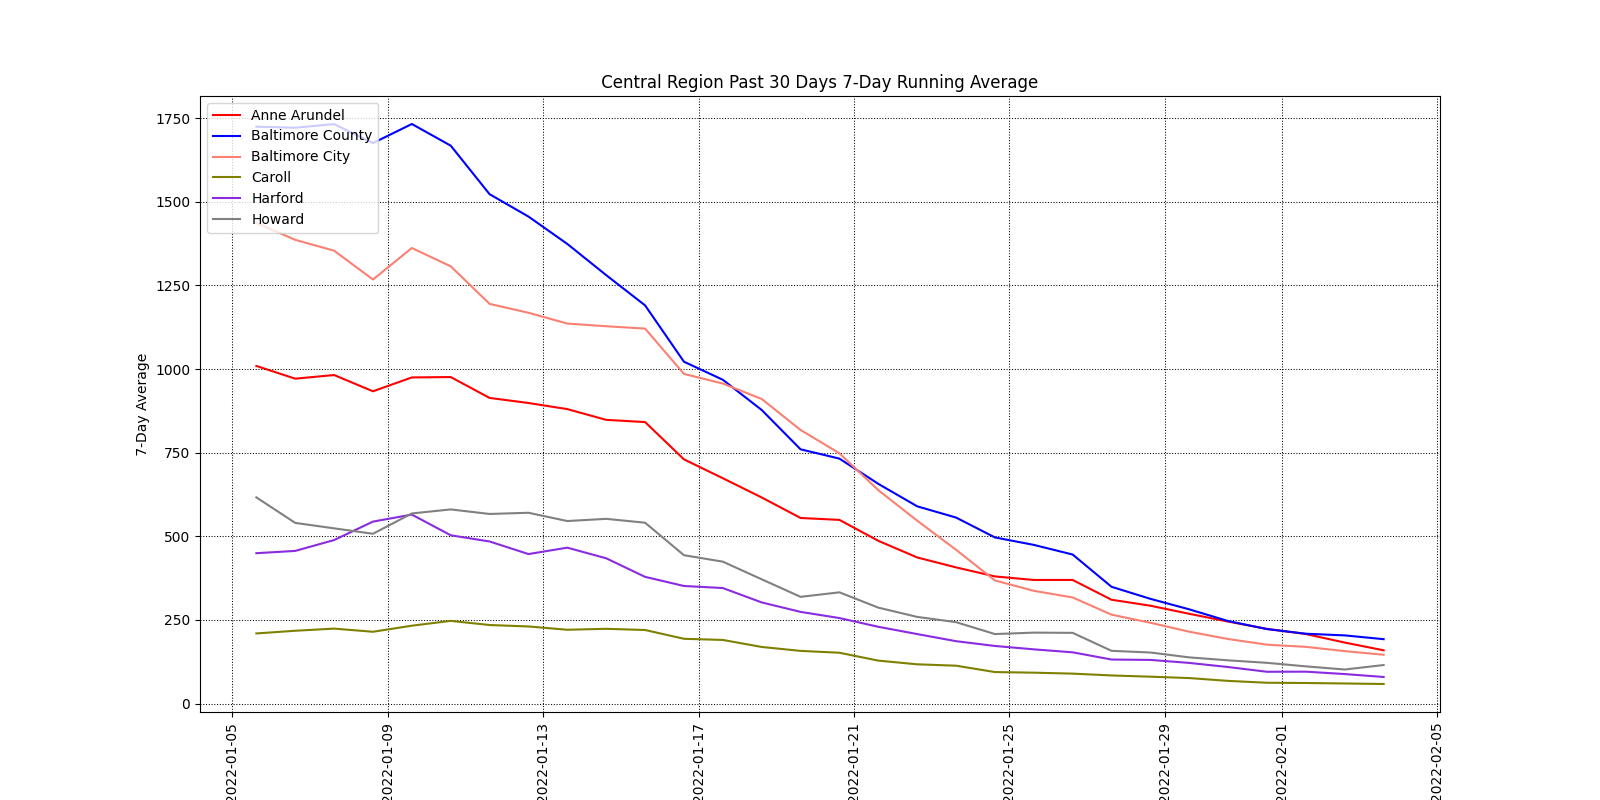 Central Region Past 30 Days 7-Day Running Average
Anne Arundel
Baltimore County
Baltimore City
Caroll
Harford
Howard
7-Day Average
1750
1500
1250
1000
750
500
250
0
2022-01-05
2022-01-09
2022-01-13
2022-01-17
2022-01-21
2022-01-25
2022-01-29
2022-02-01
2022-02-05